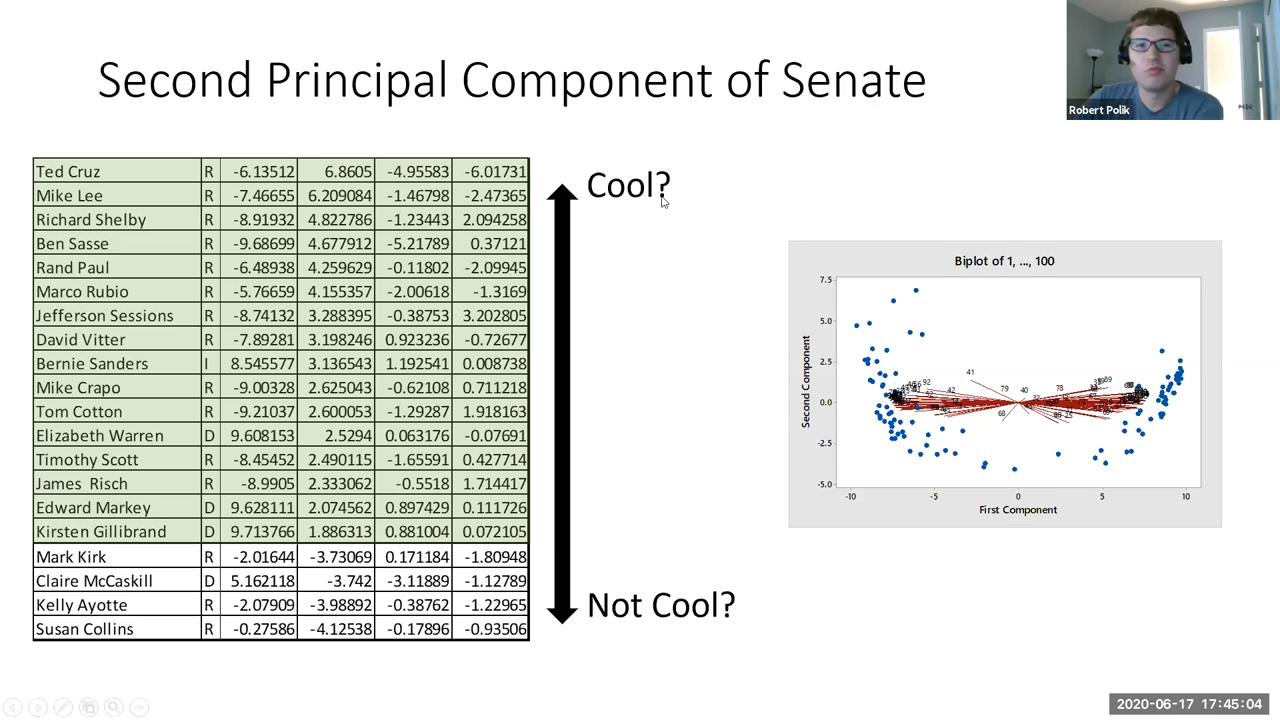 Second Principal Component of Senate
Robert Polik
Ted Cruz R -6.13512 6.8605 -4.95583 -6.01731
Mike Lee R -7.46655 6.209084 -1.46798 -2.47365
Richard Shelby R -8.91932 4.822786 -1.23443 2.094258
Ben Sasse R -9.68699 4.677912 -5.21789 0.37121
Rand Paul R -6.48938 4.259629 -0.11802 -2.09945
Marco Rubio R -5.76659 4.155357 -2.00618 -1.3169
Jefferson Sessions R -8.74132 3.288395 -0.38753 3.202805
David Vitter R -7.89281 3.198246 0.923236 -0.72677
Bernie Sanders I 8.545577 3.136543 1.192541 0.008738
Mike Crapo R -9.00328 2.625043 -0.62108 0.711218
Tom Cotton R -9.21037 2.600053 -1.29287 1.918163
Elizabeth Warren D 9.608153 2.5294 0.063176 -0.07691
Timothy Scott R -8.45452 2.490115 -1.65591 0.427714
James Risch R -8.9905 2.333062 -0.5518 1.714417
Edward Markey D 9.628111 2.074562 0.897429 0.111726
Kirsten Gillibrand D 9.713766 1.886313 0.881004 0.072105
Mark Kirk R -2.01644 -3.73069 0.171184 -1.80948
Claire McCaskill D 5.162118 -3.742 -3.11889 -1.12789
Kelly Ayotte R -2.07909 -3.98892 -0.38762 -1.22965
Susan Collins R -0.27586 -4.12538 -0.17896 -0.93506
Cool?
Not Cool?
Biplot of 1, ..., 100
Second Component
7.5
5.0
2.5
0.0
-2.5
-5.0
41
92
42
79
40
78
89
32
68
-10 -5 0 5 10
First Component
2020-06-17 17:45:04